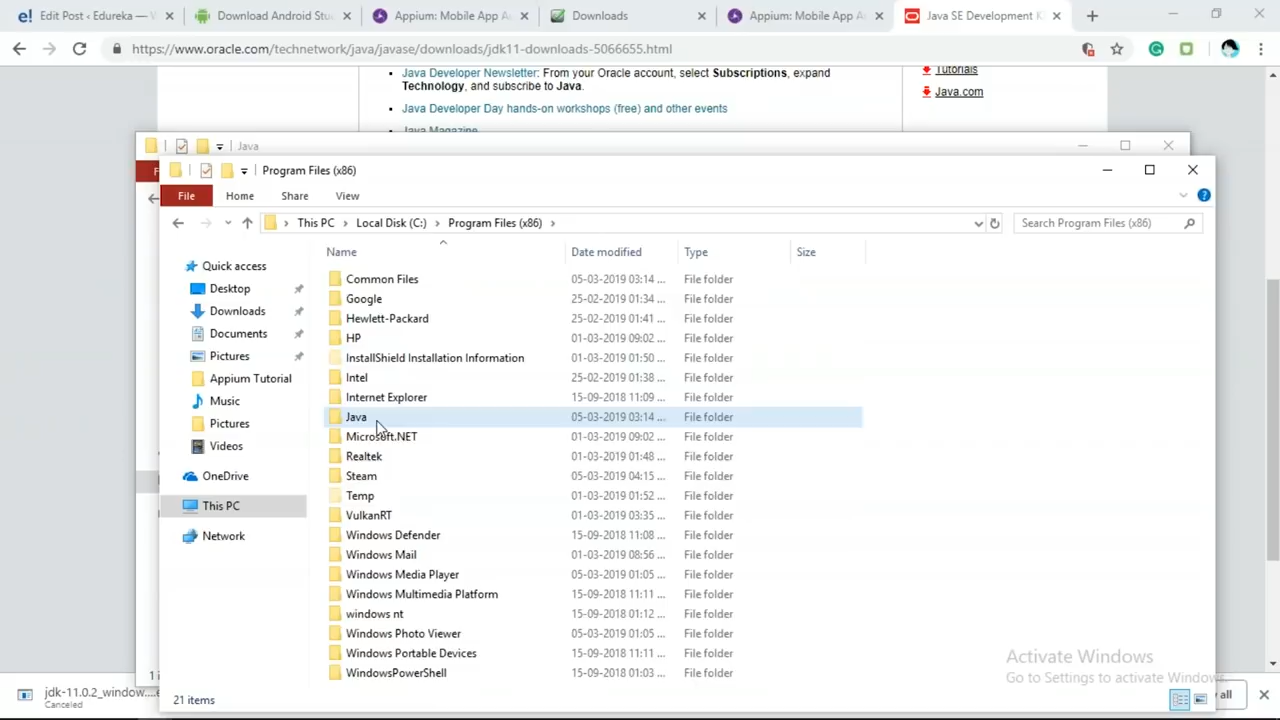 Edit Post ‹ Edureka — W
Download Android Stu
Appium: Mobile App A
Downloads
Appium: Mobile App A
Java SE Development K
https://www.oracle.com/technetwork/java/javase/downloads/jdk11-downloads-5066655.html
Java Developer Newsletter: From your Oracle account, select Subscriptions, expand
Technology, and subscribe to Java.
Java Developer Day hands-on workshops (free) and other events
Java Magazine
Tutorials
Java.com
Java
Program Files (x86)
File Home Share View
This PC Local Disk (C:) Program Files (x86)
Search Program Files (x86)
Name Date modified Type Size
Quick access
Desktop
Downloads
Documents
Pictures
Appium Tutorial
Music
Pictures
Videos
OneDrive
This PC
Network
Common Files 05-03-2019 03:14 ... File folder
Google 25-02-2019 01:34 ... File folder
Hewlett-Packard 25-02-2019 01:41 ... File folder
HP 01-03-2019 09:02 ... File folder
InstallShield Installation Information 01-03-2019 01:50 ... File folder
Intel 25-02-2019 01:38 ... File folder
Internet Explorer 15-09-2018 11:09 ... File folder
Java 05-03-2019 03:14 ... File folder
Microsoft.NET 01-03-2019 09:02 ... File folder
Realtek 01-03-2019 01:48 ... File folder
Steam 05-03-2019 04:15 ... File folder
Temp 01-03-2019 01:52 ... File folder
VulkanRT 01-03-2019 03:35 ... File folder
Windows Defender 15-09-2018 11:08 ... File folder
Windows Mail 01-03-2019 08:56 ... File folder
Windows Media Player 05-03-2019 01:05 ... File folder
Windows Multimedia Platform 15-09-2018 11:11 ... File folder
windows nt 15-09-2018 01:12 ... File folder
Windows Photo Viewer 05-03-2019 01:05 ... File folder
Windows Portable Devices 15-09-2018 11:11 ... File folder
WindowsPowerShell 15-09-2018 01:03 ... File folder
Activate Windows
Go to Settings to activate Windows.
21 items
jdk-11.0.2_window....e
Canceled
all